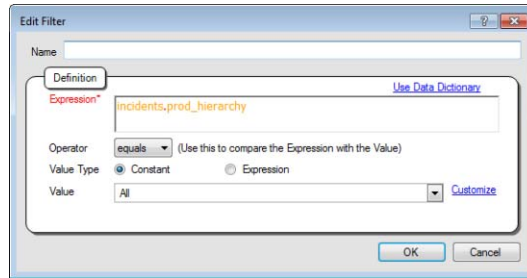 Edit Filter
Name
Definition
Use Data Dictionary
Expression*
incidents.prod_hierarchy
Operator equals (Use this to compare the Expression with the Value)
Value Type Constant Expression
Value All Customize
OK Cancel